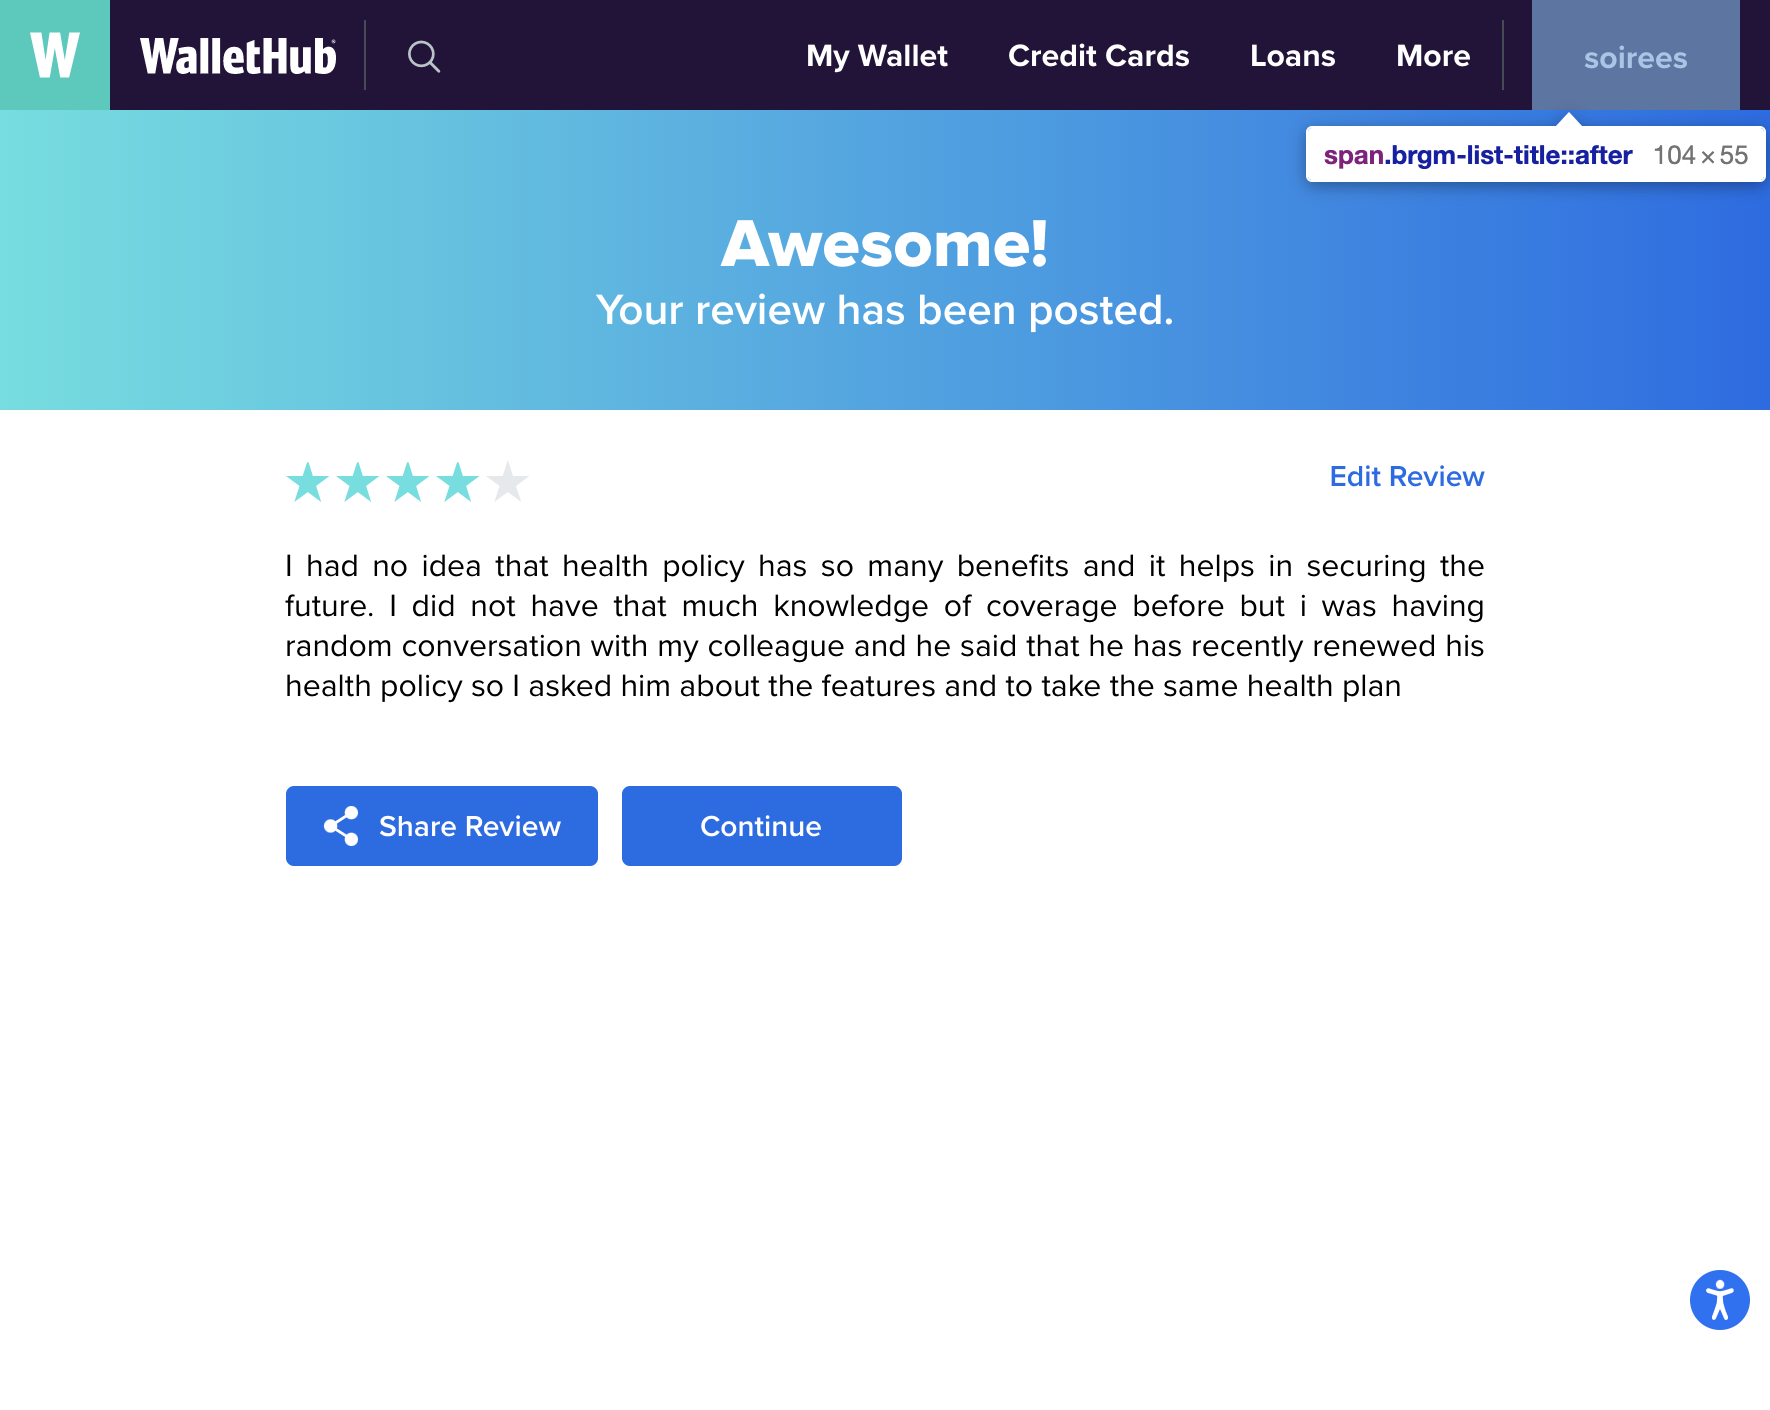 W WalletHub My Wallet Credit Cards Loans More soirees
span.brgm-list-title::after 104 × 55
Awesome!
Your review has been posted.
Edit Review
I had no idea that health policy has so many benefits and it helps in securing the
future. I did not have that much knowledge of coverage before but i was having
random conversation with my colleague and he said that he has recently renewed his
health policy so I asked him about the features and to take the same health plan
Share Review
Continue